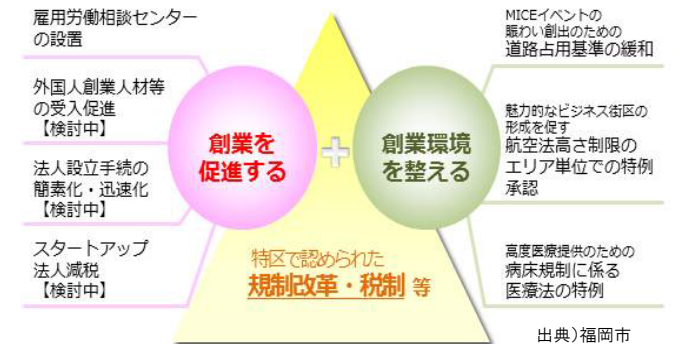 雇用労働相談センター
の設置
外国人創業人材等
の受入促進
【検討中】
法人設立手続の
簡素化・迅速化
【検討中】
スタートアップ
法人減税
【検討中】
創業を
促進する
+
創業環境
を整える
特区で認められた
規制改革・税制 等
MICEイベントの
賑わい創出のための
道路占用基準の緩和
魅力的なビジネス街区の
形成を促す
航空法高さ制限の
エリア単位での特例
承認
高度医療提供のための
病床規制に係る
医療法の特例
出典）福岡市